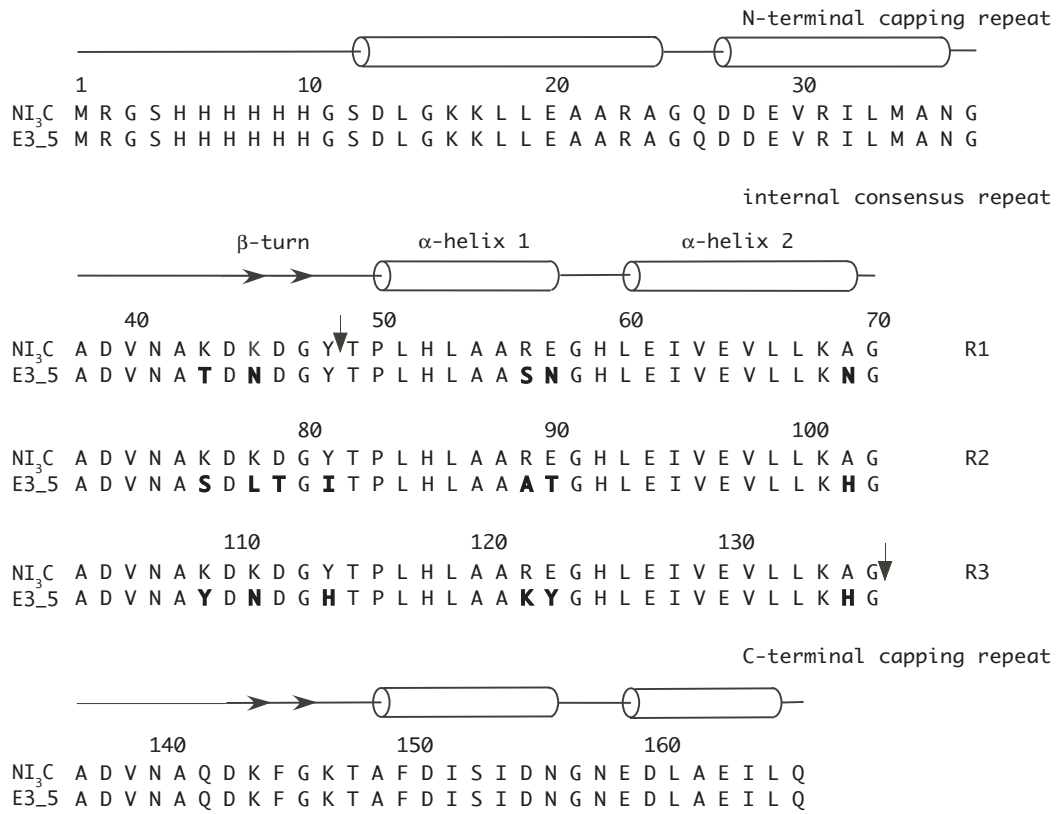 N-terminal capping repeat
1 10 20 30
NI3C M R G S H H H H H H G S D L G K K L L E A A R A G Q D D E V R I L M A N G
E3_5 M R G S H H H H H H G S D L G K K L L E A A R A G Q D D E V R I L M A N G
internal consensus repeat
β-turn α-helix 1 α-helix 2
40 50 60 70
NI3C A D V N A K D K D G Y T P L H L A A R E G H L E I V E V L L K A G R1
E3_5 A D V N A T D N D G Y T P L H L A A S N G H L E I V E V L L K N G
80 90 100
NI3C A D V N A K D K D G Y T P L H L A A R E G H L E I V E V L L K A G R2
E3_5 A D V N A S D L T G I T P L H L A A A T G H L E I V E V L L K H G
110 120 130
NI3C A D V N A K D K D G Y T P L H L A A R E G H L E I V E V L L K A G R3
E3_5 A D V N A Y D N D G H T P L H L A A K Y G H L E I V E V L L K H G
C-terminal capping repeat
140 150 160
NI3C A D V N A Q D K F G K T A F D I S I D N G N E D L A E I L Q
E3_5 A D V N A Q D K F G K T A F D I S I D N G N E D L A E I L Q